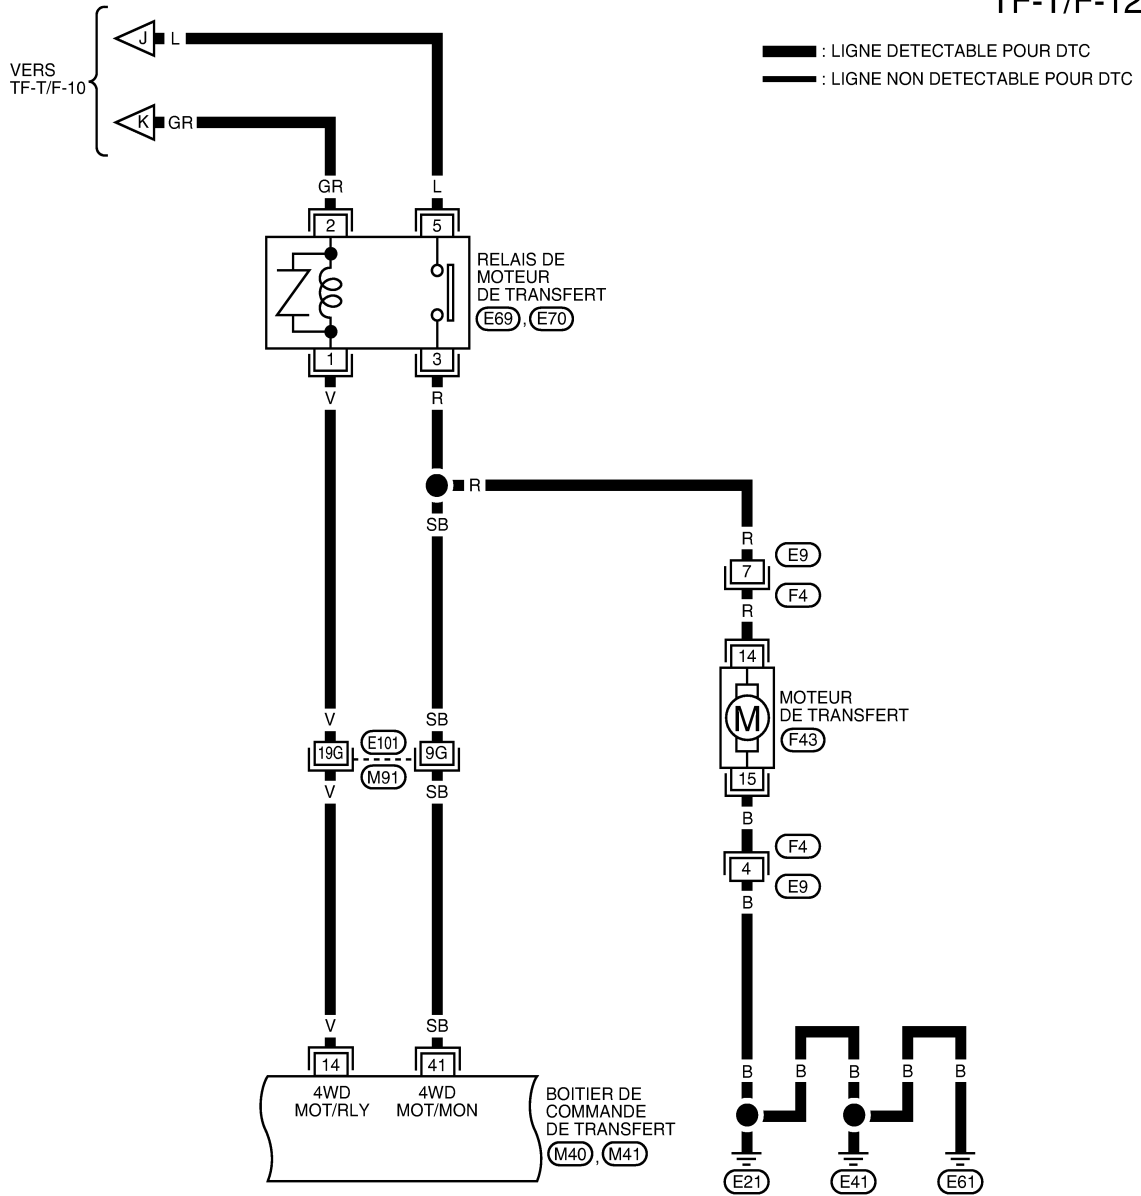 TF-T/F-12
: LIGNE DETECTABLE POUR DTC
: LIGNE NON DETECTABLE POUR DTC
VERS
TF-T/F-10
J
L
K
GR
GR
L
2
5
RELAIS DE
MOTEUR
DE TRANSFERT
E69 , E70
1
3
V
R
R
SB
R
7
E9
F4
R
14
M
MOTEUR
DE TRANSFERT
F43
15
B
V
SB
19G
E101
9G
M91
V
SB
F4
4
E9
B
V
SB
14
41
4WD
MOT/RLY
4WD
MOT/MON
BOITIER DE
COMMANDE
DE TRANSFERT
M40 , M41
B
B
B
B
B
E21
E41
E61